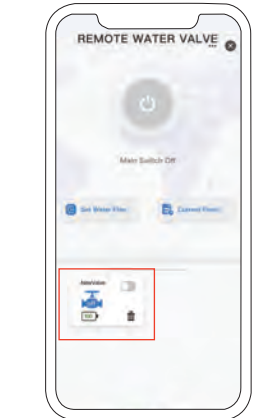 REMOTE WATER VALVE
Main Switch Off
Set Water Flow
Current Flow